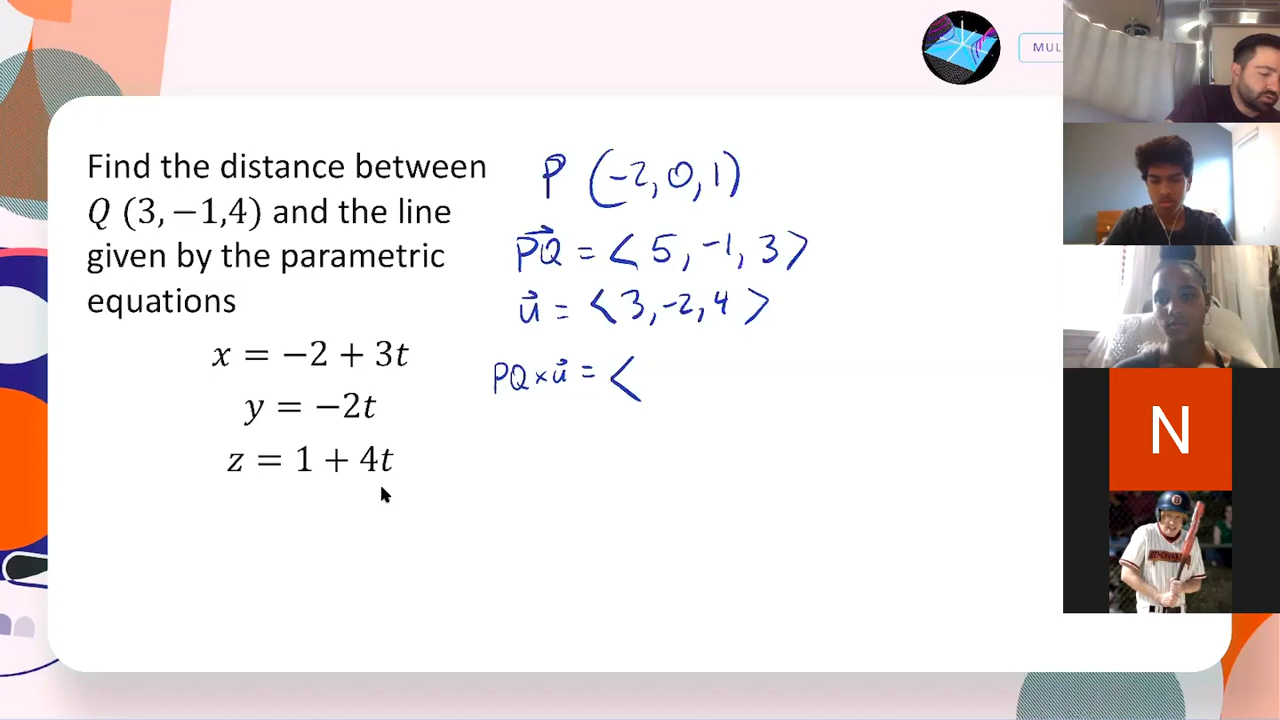 MUL
Find the distance between
Q (3, −1,4) and the line
given by the parametric
equations
x = −2 + 3t
y = −2t
z = 1 + 4t
P (-2, 0, 1)
PQ⃗ = < 5, -1, 3 >
u⃗ = < 3, -2, 4 >
PQ × u⃗ = <
N
B